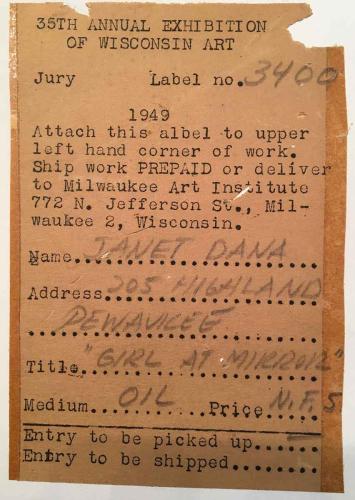 35TH ANNUAL EXHIBITION
OF WISCONSIN ART
Jury Label no. 3400
1949
Attach this albel to upper
left hand corner of work.
Ship work PREPAID or deliver
to Milwaukee Art Institute
772 N. Jefferson St., Mil-
waukee 2, Wisconsin.
Name JANET DANA
Address 205 HIGHLAND
PEWAUKEE
Title "GIRL AT MIRROR"
Medium OIL Price N.F.S
Entry to be picked up
Entry to be shipped